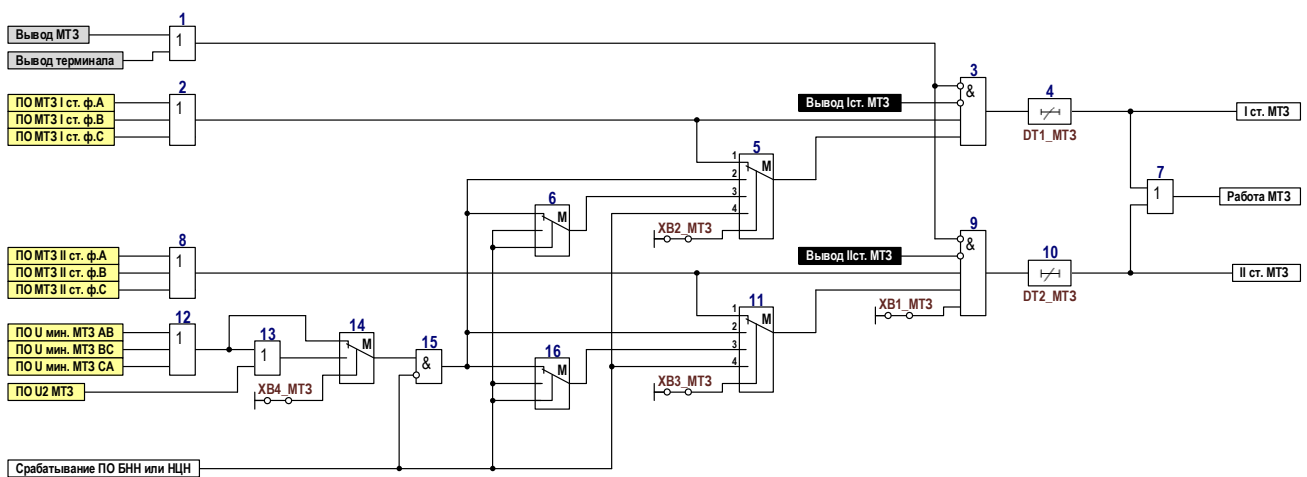 1
Вывод МТЗ
1
Вывод терминала
2
ПО МТЗ I ст. ф.А
1
ПО МТЗ I ст. ф.В
ПО МТЗ I ст. ф.С
3
&
Вывод Iст. МТЗ
4
DT1_МТЗ
I ст. МТЗ
5
1
М
2
3
4
XB2_МТЗ
6
М
7
1
Работа МТЗ
8
ПО МТЗ II ст. ф.А
1
ПО МТЗ II ст. ф.В
ПО МТЗ II ст. ф.С
9
&
Вывод IIст. МТЗ
10
DT2_МТЗ
II ст. МТЗ
XB1_МТЗ
11
1
М
2
3
4
XB3_МТЗ
12
ПО U мин. МТЗ АВ
1
ПО U мин. МТЗ ВС
ПО U мин. МТЗ СА
13
1
14
М
15
&
16
М
ПО U2 МТЗ
XB4_МТЗ
Срабатывание ПО БНН или НЦН